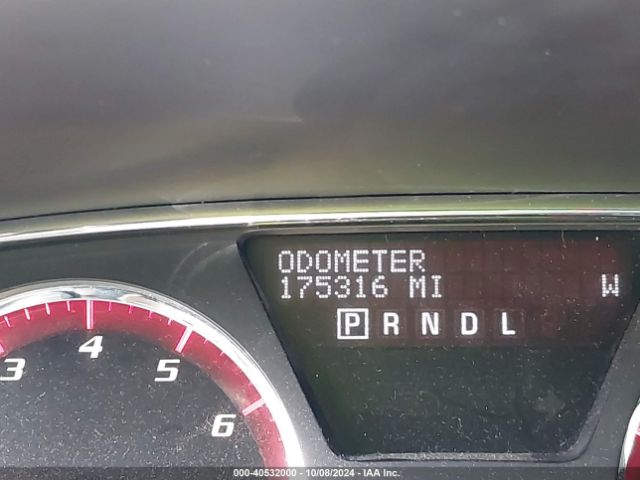 ODOMETER
175316 MI W
P R N D L
3 4 5 6
000-40532000 - 10/08/2024 - IAA Inc.